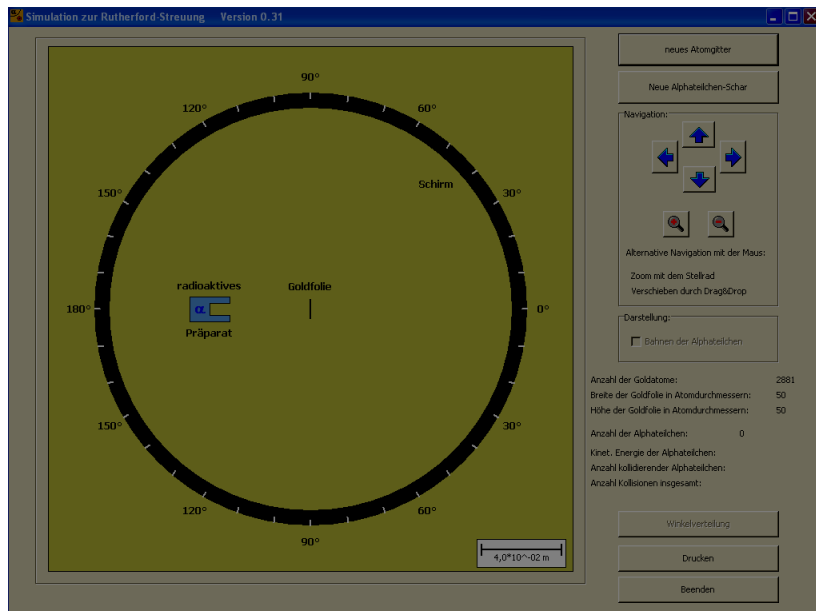 Simulation zur Rutherford-Streuung Version 0.31
90°
120°
60°
150°
Schirm
30°
radioaktives
Goldfolie
180°
α
0°
Präparat
150°
30°
120°
60°
90°
4,0*10^-02 m
neues Atomgitter
Neue Alphateilchen-Schar
Navigation:
Alternative Navigation mit der Maus:
Zoom mit dem Stellrad
Verschieben durch Drag&Drop
Darstellung:
Bahnen der Alphateilchen
Anzahl der Goldatome: 2881
Breite der Goldfolie in Atomdurchmessern: 50
Höhe der Goldfolie in Atomdurchmessern: 50
Anzahl der Alphateilchen: 0
Kinet. Energie der Alphateilchen:
Anzahl kollidierender Alphateilchen:
Anzahl Kollisionen insgesamt:
Winkelverteilung
Drucken
Beenden